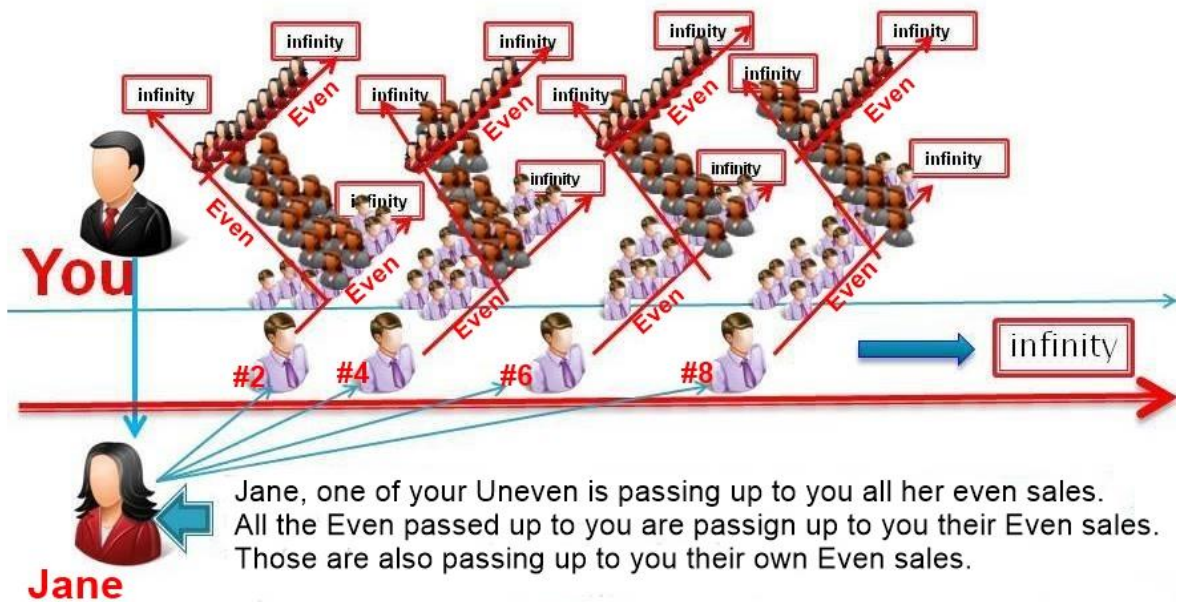 infinity
infinity
infinity
infinity
infinity
infinity
infinity
infinity
Even
Even
Even
Even
infinity
infinity
infinity
infinity
Even
Even
Even
Even
Even
You
infinity
#2
#4
#6
#8
Jane, one of your Uneven is passing up to you all her even sales.
All the Even passed up to you are passign up to you their Even sales.
Those are also passing up to you their own Even sales.
Jane